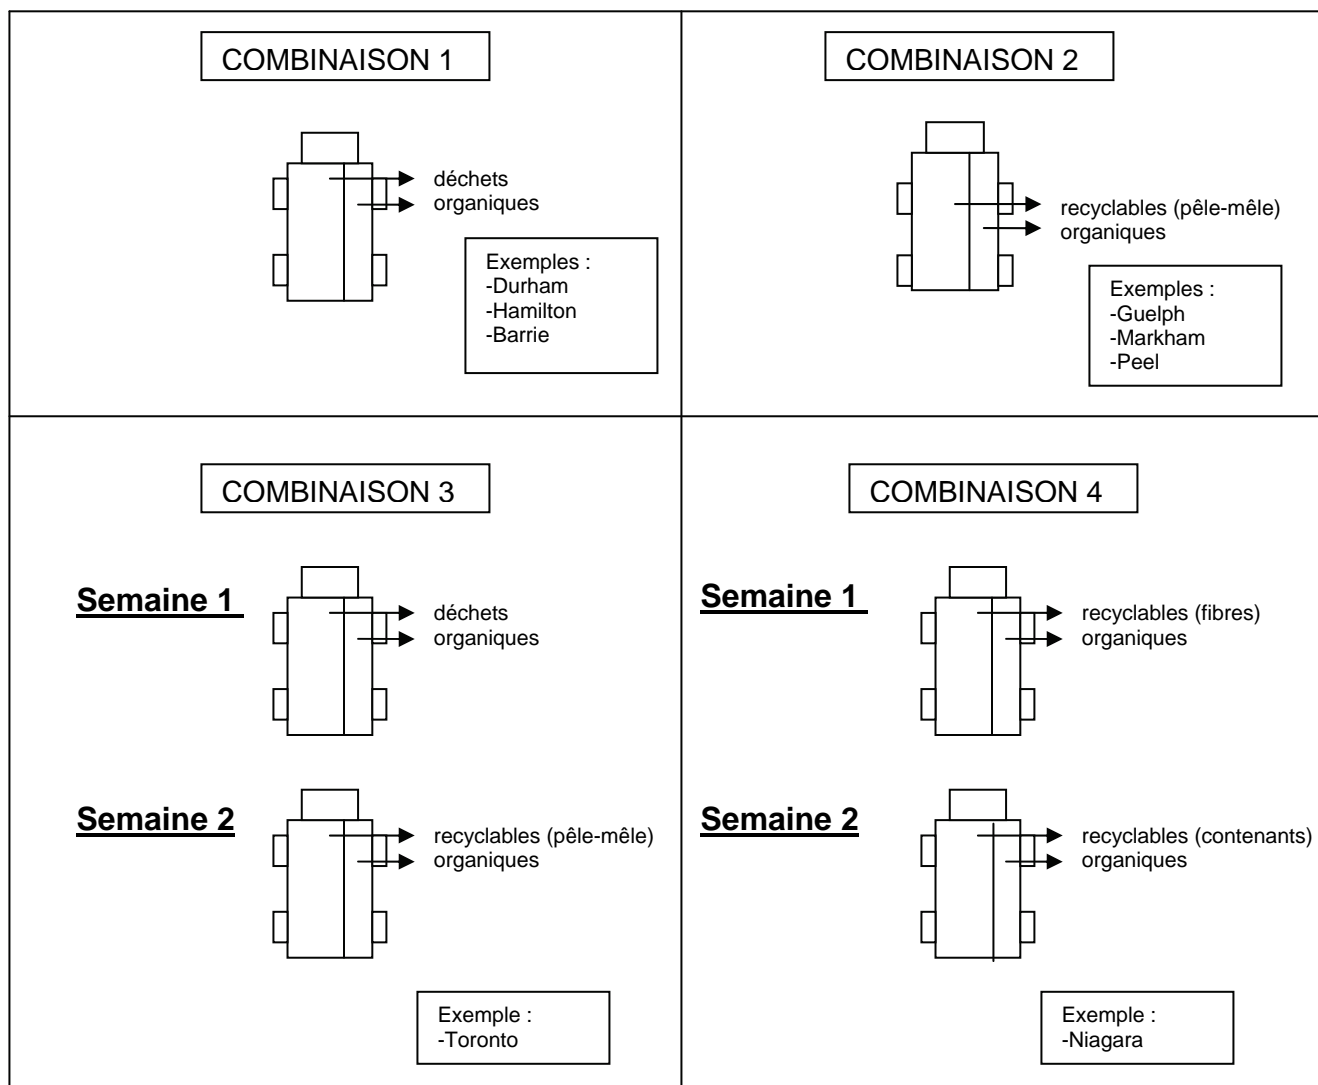 COMBINAISON 1
déchets
organiques
Exemples :
-Durham
-Hamilton
-Barrie
COMBINAISON 2
recyclables (pêle-mêle)
organiques
Exemples :
-Guelph
-Markham
-Peel
COMBINAISON 3
Semaine 1
déchets
organiques
Semaine 2
recyclables (pêle-mêle)
organiques
Exemple :
-Toronto
COMBINAISON 4
Semaine 1
recyclables (fibres)
organiques
Semaine 2
recyclables (contenants)
organiques
Exemple :
-Niagara